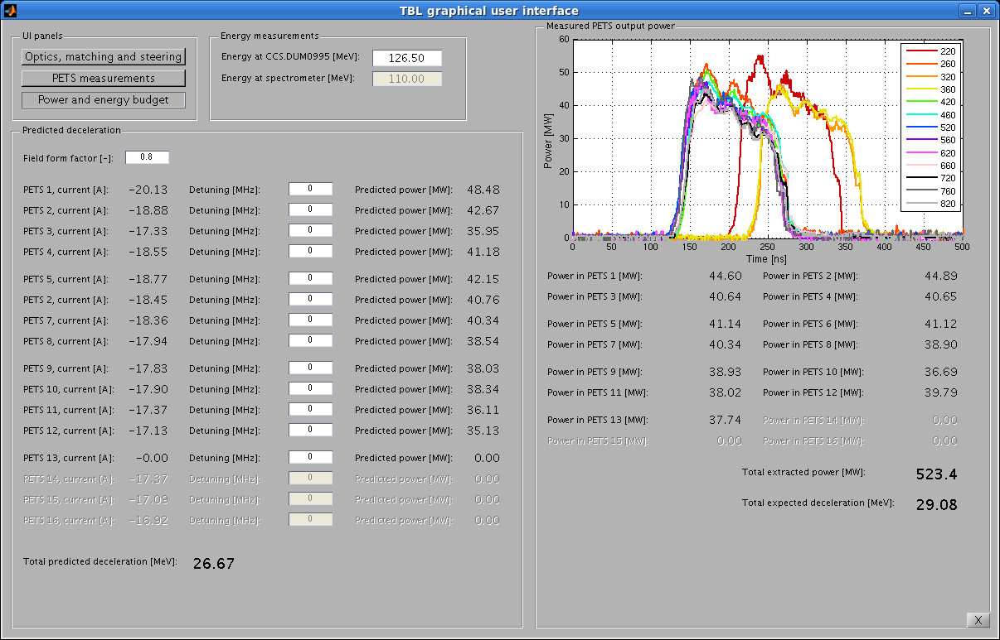 TBL graphical user interface
UI panels
Optics, matching and steering
PETS measurements
Power and energy budget
Energy measurements
Energy at CCS.DUM0995 [MeV]: 126.50
Energy at spectrometer [MeV]: 110.00
Predicted deceleration
Field form factor [-]: 0.8
PETS 1, current [A]: -20.13 Detuning [MHz]: 0 Predicted power [MW]: 48.48
PETS 2, current [A]: -18.88 Detuning [MHz]: 0 Predicted power [MW]: 42.67
PETS 3, current [A]: -17.33 Detuning [MHz]: 0 Predicted power [MW]: 35.95
PETS 4, current [A]: -18.55 Detuning [MHz]: 0 Predicted power [MW]: 41.18
PETS 5, current [A]: -18.77 Detuning [MHz]: 0 Predicted power [MW]: 42.15
PETS 2, current [A]: -18.45 Detuning [MHz]: 0 Predicted power [MW]: 40.76
PETS 7, current [A]: -18.36 Detuning [MHz]: 0 Predicted power [MW]: 40.34
PETS 8, current [A]: -17.94 Detuning [MHz]: 0 Predicted power [MW]: 38.54
PETS 9, current [A]: -17.83 Detuning [MHz]: 0 Predicted power [MW]: 38.03
PETS 10, current [A]: -17.90 Detuning [MHz]: 0 Predicted power [MW]: 38.34
PETS 11, current [A]: -17.37 Detuning [MHz]: 0 Predicted power [MW]: 36.11
PETS 12, current [A]: -17.13 Detuning [MHz]: 0 Predicted power [MW]: 35.13
PETS 13, current [A]: -0.00 Detuning [MHz]: 0 Predicted power [MW]: 0.00
PETS 14, current [A]: -17.37 Detuning [MHz]: 0 Predicted power [MW]: 0.00
PETS 15, current [A]: -17.09 Detuning [MHz]: 0 Predicted power [MW]: 0.00
PETS 16, current [A]: -16.92 Detuning [MHz]: 0 Predicted power [MW]: 0.00
Total predicted deceleration [MeV]: 26.67
Measured PETS output power
Power [MW]
60
50
40
30
20
10
0
0 50 100 150 200 250 300 350 400 450 500
Time [ns]
220
260
320
360
420
460
520
560
620
660
720
760
820
Power in PETS 1 [MW]: 44.60 Power in PETS 2 [MW]: 44.89
Power in PETS 3 [MW]: 40.64 Power in PETS 4 [MW]: 40.65
Power in PETS 5 [MW]: 41.14 Power in PETS 6 [MW]: 41.12
Power in PETS 7 [MW]: 40.34 Power in PETS 8 [MW]: 38.90
Power in PETS 9 [MW]: 38.93 Power in PETS 10 [MW]: 36.69
Power in PETS 11 [MW]: 38.02 Power in PETS 12 [MW]: 39.79
Power in PETS 13 [MW]: 37.74 Power in PETS 14 [MW]: 0.00
Power in PETS 15 [MW]: 0.00 Power in PETS 16 [MW]: 0.00
Total extracted power [MW]: 523.4
Total expected deceleration [MeV]: 29.08
X